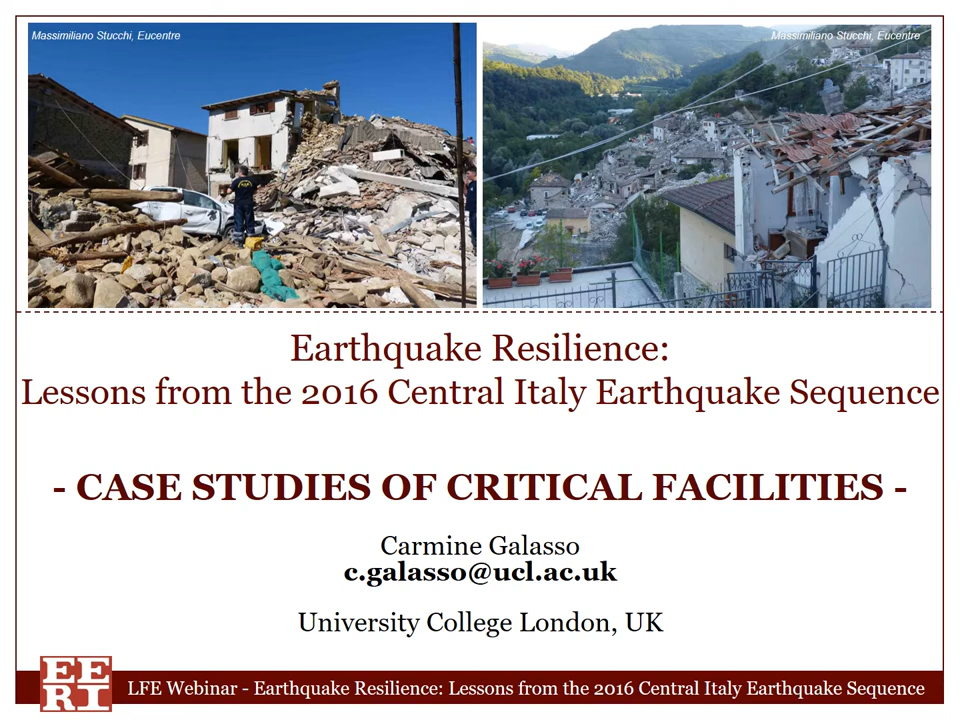 Massimiliano Stucchi, Eucentre
Massimiliano Stucchi, Eucentre
Earthquake Resilience:
Lessons from the 2016 Central Italy Earthquake Sequence
- CASE STUDIES OF CRITICAL FACILITIES -
Carmine Galasso
c.galasso@ucl.ac.uk
University College London, UK
EE
RI
LFE Webinar - Earthquake Resilience: Lessons from the 2016 Central Italy Earthquake Sequence